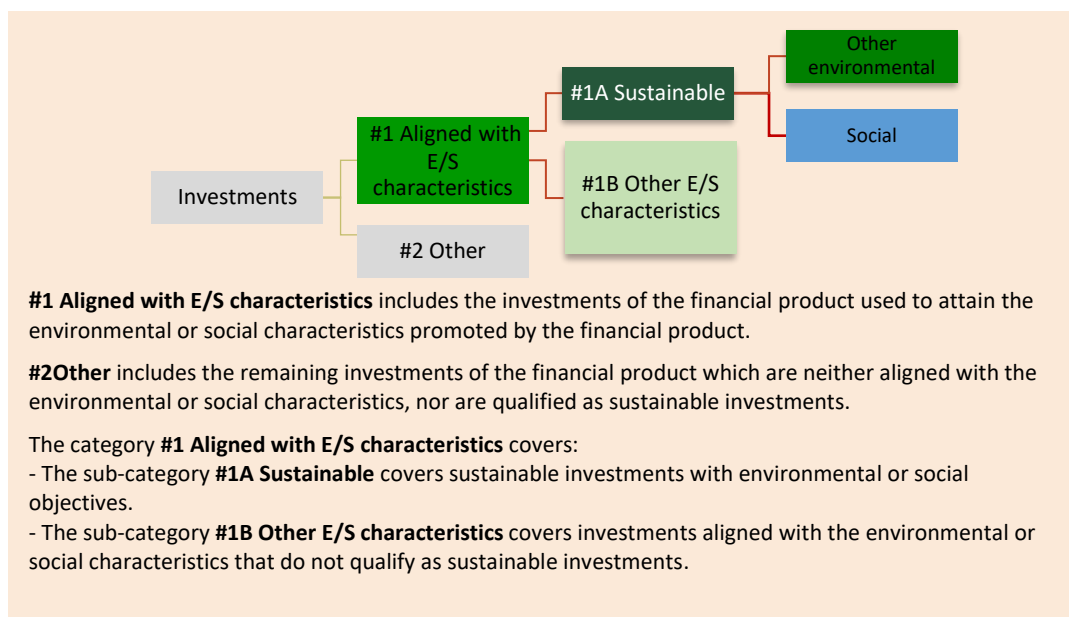 Other
environmental
#1A Sustainable
#1 Aligned with
E/S
characteristics
Social
#1B Other E/S
characteristics
Investments
#2 Other
#1 Aligned with E/S characteristics includes the investments of the financial product used to attain the
environmental or social characteristics promoted by the financial product.
#2Other includes the remaining investments of the financial product which are neither aligned with the
environmental or social characteristics, nor are qualified as sustainable investments.
The category #1 Aligned with E/S characteristics covers:
- The sub-category #1A Sustainable covers sustainable investments with environmental or social
objectives.
- The sub-category #1B Other E/S characteristics covers investments aligned with the environmental or
social characteristics that do not qualify as sustainable investments.